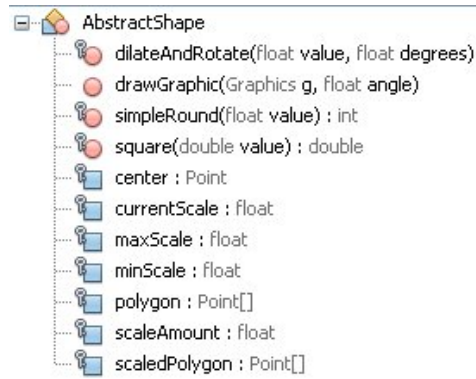 AbstractShape
dilateAndRotate(float value, float degrees)
drawGraphic(Graphics g, float angle)
simpleRound(float value) : int
square(double value) : double
center : Point
currentScale : float
maxScale : float
minScale : float
polygon : Point[]
scaleAmount : float
scaledPolygon : Point[]